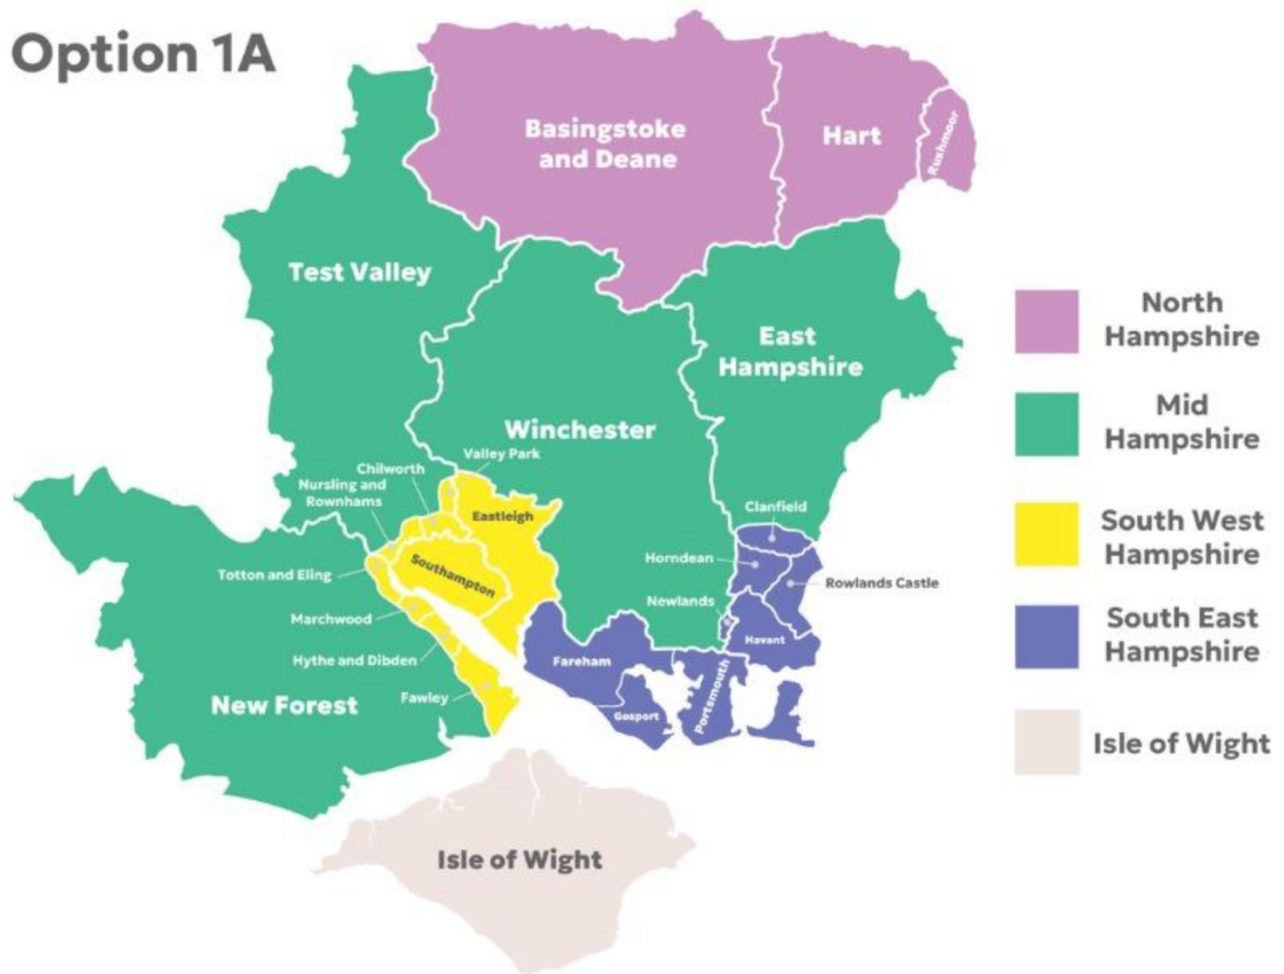 Option 1A
Basingstoke
and Deane
Hart
Rushmoor
Test Valley
East
Hampshire
Winchester
Valley Park
Chilworth
Nursling and
Rownhams
Eastleigh
Southampton
Totton and Eling
Marchwood
Hythe and Dibden
Fawley
New Forest
Clanfield
Horndean
Rowlands Castle
Newlands
Havant
Fareham
Portsmouth
Gosport
Isle of Wight
North
Hampshire
Mid
Hampshire
South West
Hampshire
South East
Hampshire
Isle of Wight